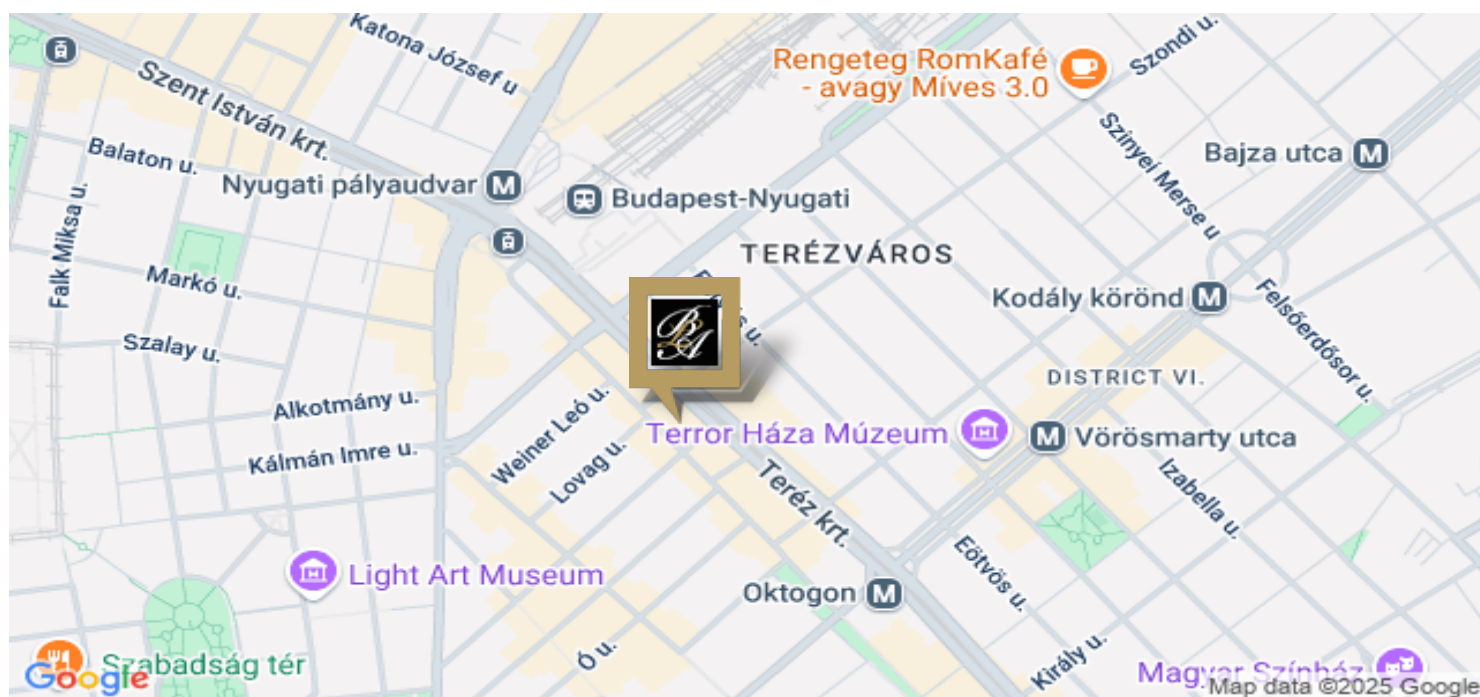 Katona József u
Rengeteg RomKafé
- avagy Míves 3.0
Szondi u.
Szent István krt.
Szinyei Merse u
Balaton u.
Bajza utca
Nyugati pályaudvar
Budapest-Nyugati
Falk Miksa u.
TERÉZVÁROS
Markó u.
Kodály körönd
Felsőerdősor u.
BLA
Szalay u.
DISTRICT VI.
Alkotmány u.
Weiner Leó u.
Terror Háza Múzeum
Vörösmarty utca
Kálmán Imre u.
Lovag u.
Teréz krt.
Izabella u.
Light Art Museum
Oktogon
Eötvös u.
Ó u.
Király u.
Szabadság tér
Magyar Színház
Google
Map data ©2025 Google